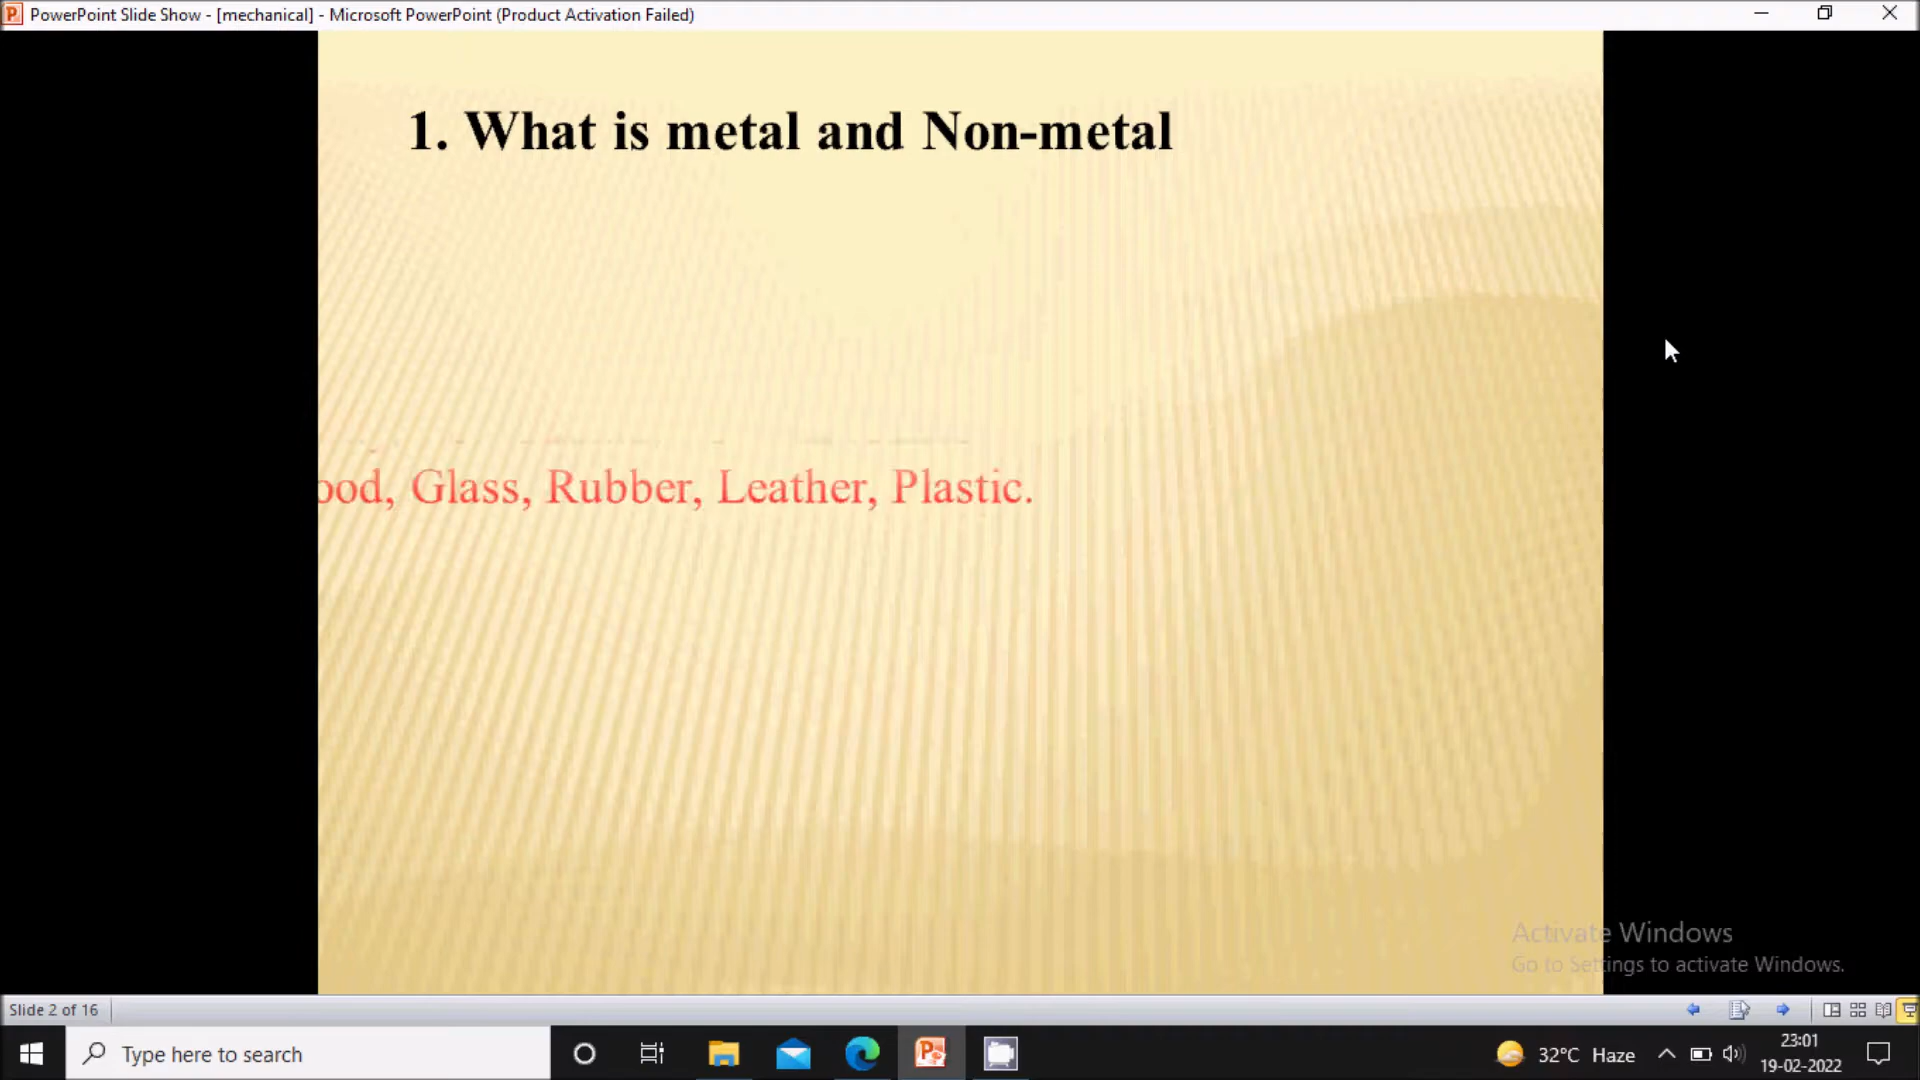 PowerPoint Slide Show - [mechanical] - Microsoft PowerPoint (Product Activation Failed)
1. What is metal and Non-metal
ood, Glass, Rubber, Leather, Plastic.
Activate Windows
Go to Settings to activate Windows.
Slide 2 of 16
Type here to search
32°C Haze
23:01
19-02-2022